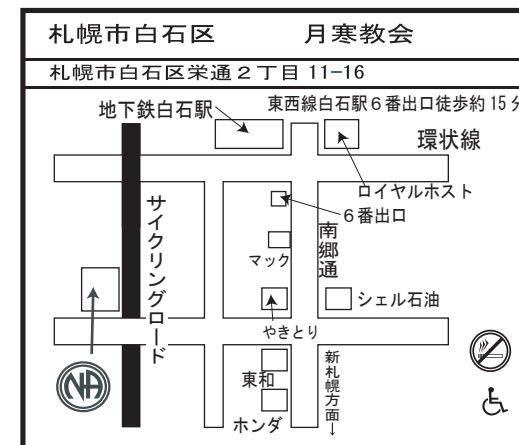 札幌市白石区 月寒教会
札幌市白石区栄通2丁目 11-16
地下鉄白石駅
東西線白石駅6番出口徒歩約 15 分
環状線
ロイヤルホスト
6番出口
サイクリングロード
南郷通
マック
シェル石油
やきとり
NA
東和
新札幌方面→
ホンダ